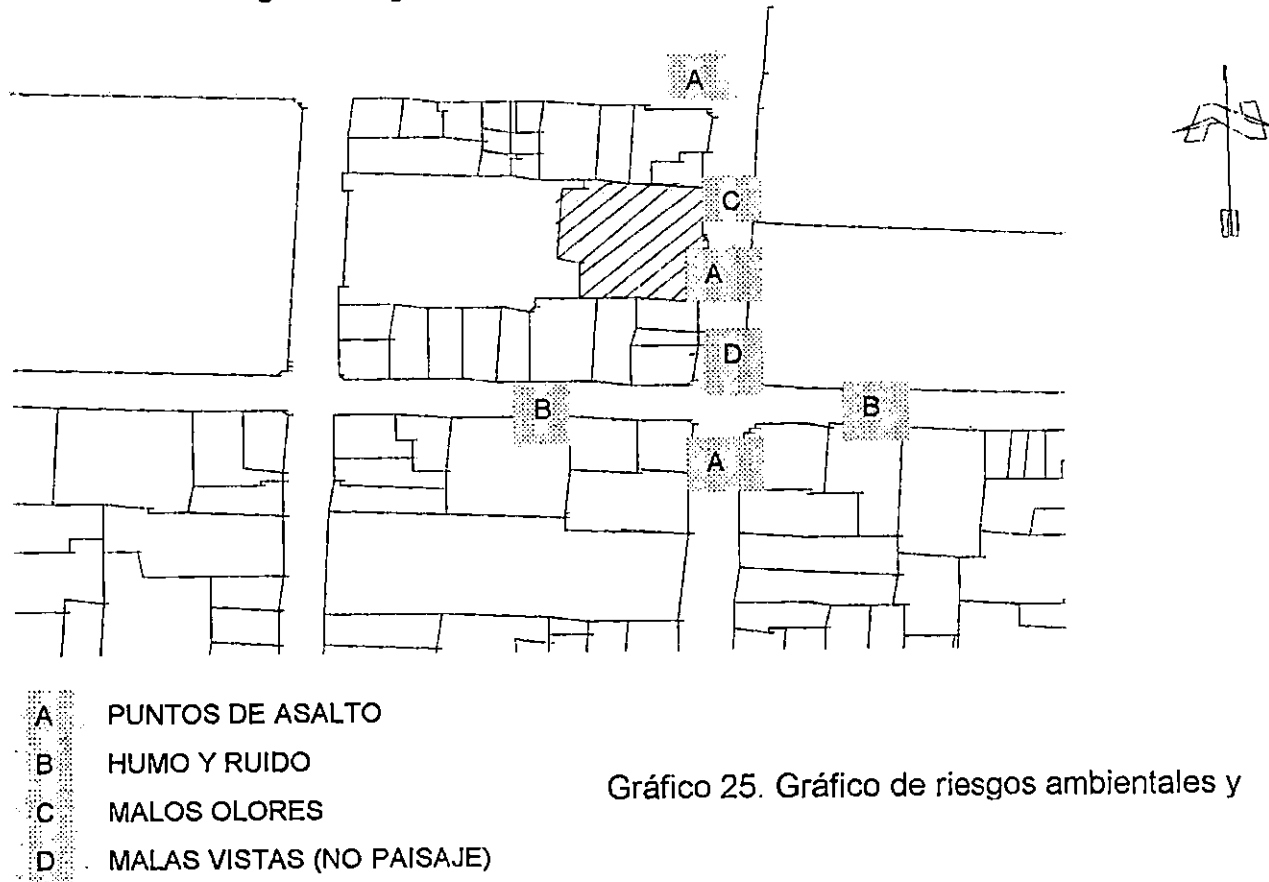 A
C
A
D
B
B
A
A PUNTOS DE ASALTO
B HUMO Y RUIDO
C MALOS OLORES
D MALAS VISTAS (NO PAISAJE)
Gráfico 25. Gráfico de riesgos ambientales y